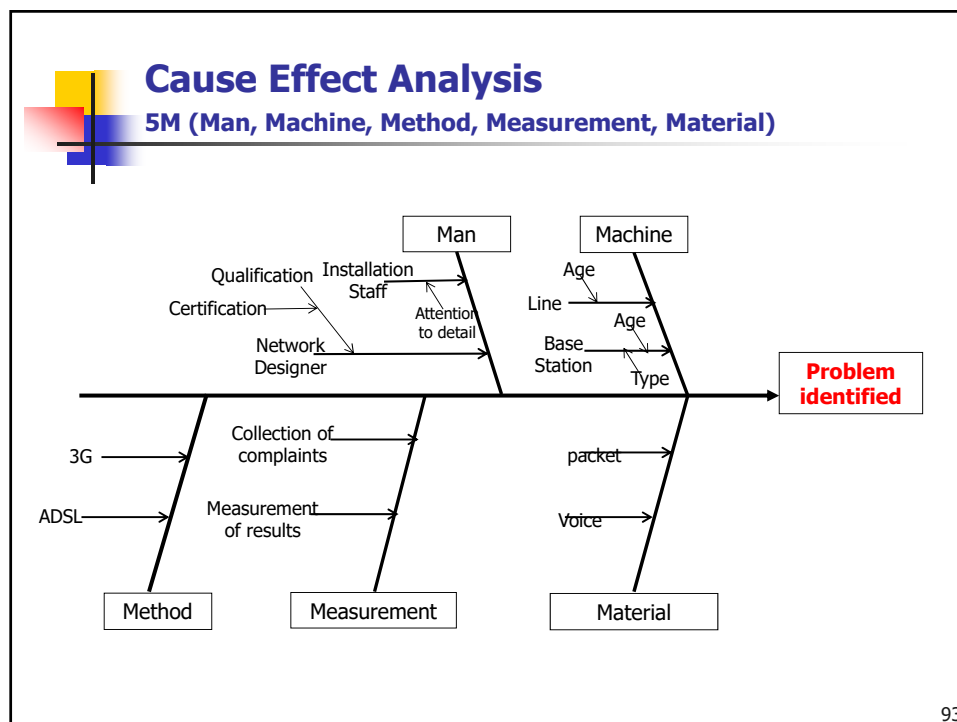 Cause Effect Analysis
5M (Man, Machine, Method, Measurement, Material)
Man
Machine
Qualification
Installation
Staff
Age
Certification
Attention
to detail
Line
Age
Network
Designer
Base
Station
Type
Problem
identified
Collection of
complaints
3G
packet
ADSL
Measurement
of results
Voice
Method
Measurement
Material
93